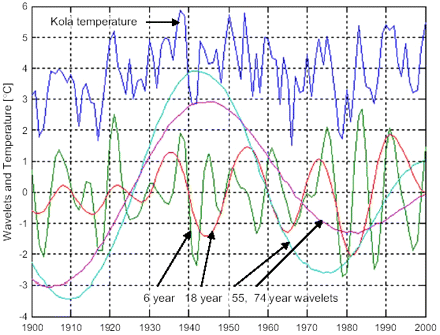 6
Kola temperature
5
4
3
2
1
0
-1
-2
-3
-4
Wavelets and Temperature [°C]
6 year 18 year 55, 74 year wavelets
1900 1910 1920 1930 1940 1950 1960 1970 1980 1990 2000